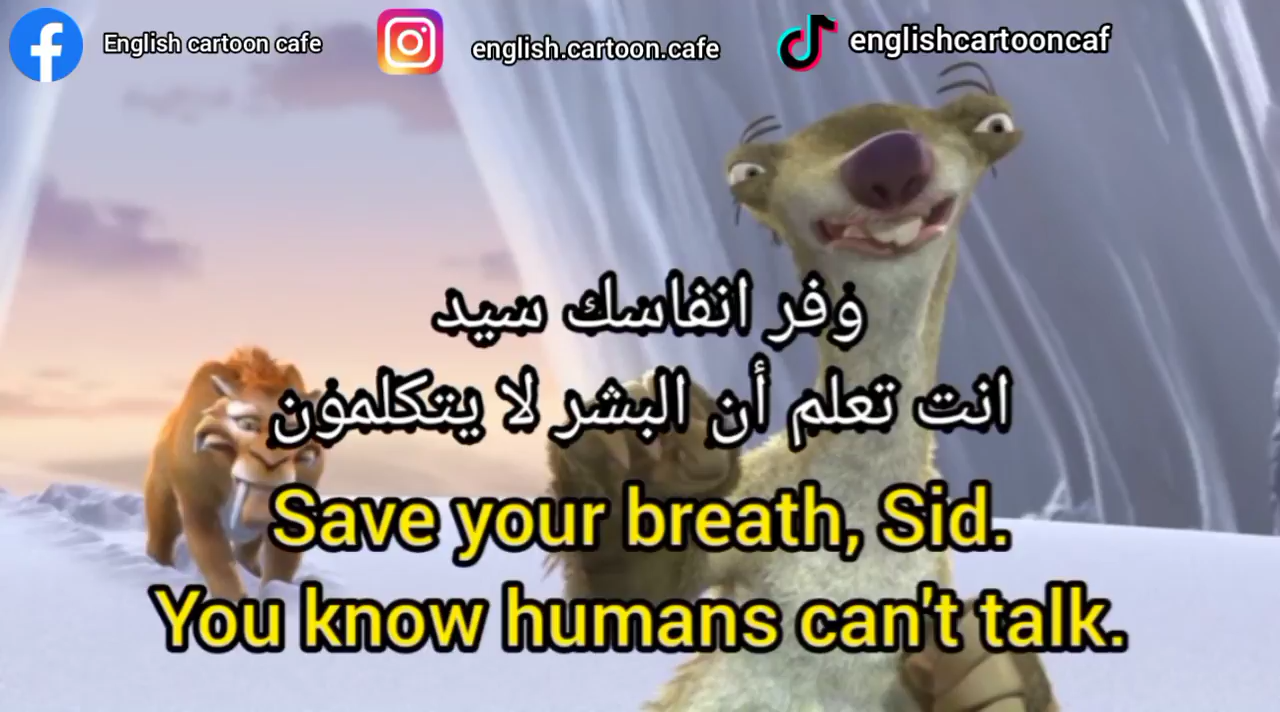 English cartoon cafe
english.cartoon.cafe
englishcartooncaf
وفر انفاسك سيد
انت تعلم أن البشر لا يتكلمون
Save your breath, Sid.
You know humans can't talk.